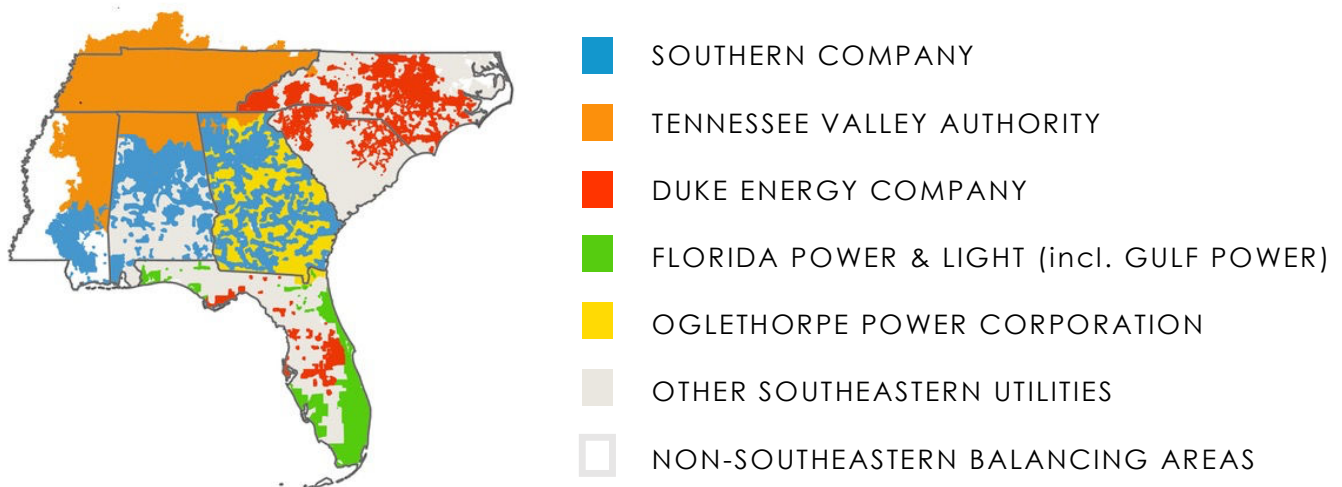 SOUTHERN COMPANY
TENNESSEE VALLEY AUTHORITY
DUKE ENERGY COMPANY
FLORIDA POWER & LIGHT (incl. GULF POWER)
OGLETHORPE POWER CORPORATION
OTHER SOUTHEASTERN UTILITIES
NON-SOUTHEASTERN BALANCING AREAS